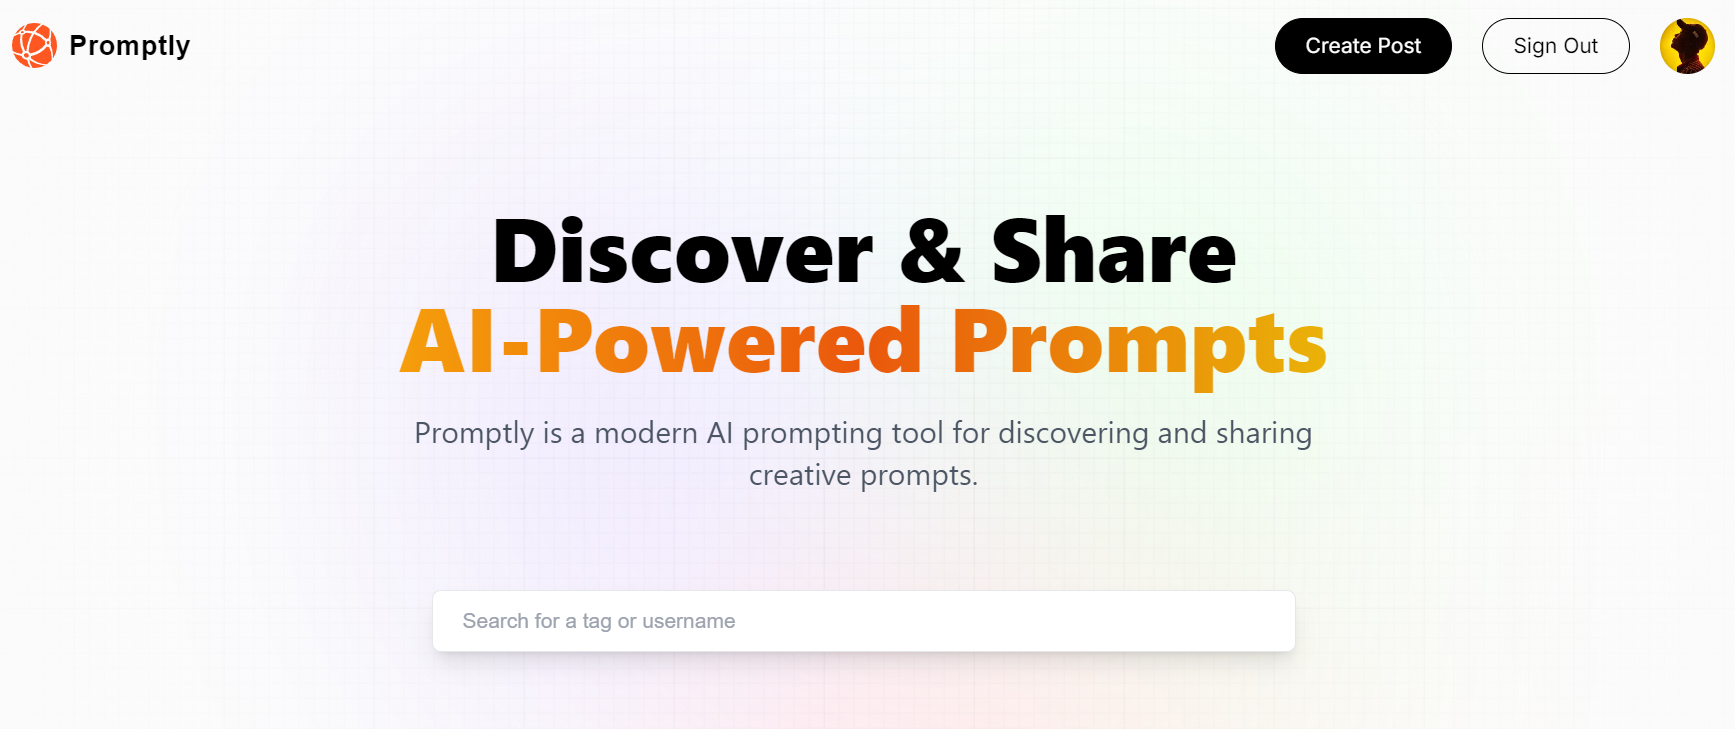 Promptly
Create Post
Sign Out
Discover & Share
AI-Powered Prompts
Promptly is a modern AI prompting tool for discovering and sharing
creative prompts.
Search for a tag or username